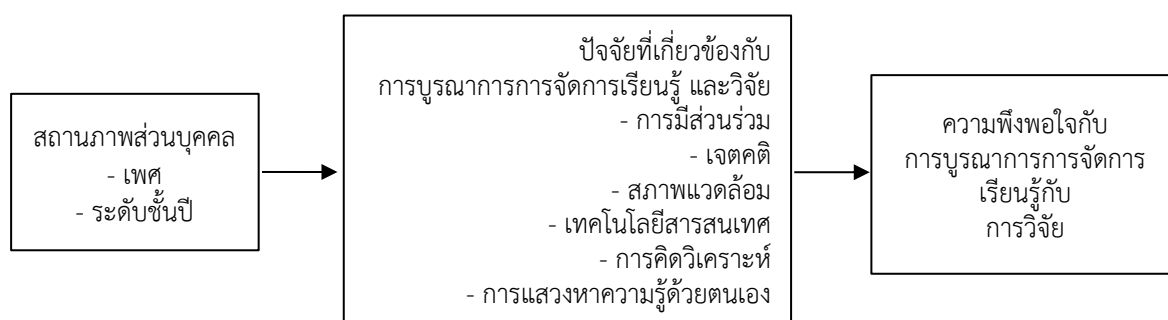 สถานภาพส่วนบุคคล
- เพศ
- ระดับชั้นปี
ปัจจัยที่เกี่ยวข้องกับ
การบูรณาการการจัดการเรียนรู้ และวิจัย
- การมีส่วนร่วม
- เจตคติ
- สภาพแวดล้อม
- เทคโนโลยีสารสนเทศ
- การคิดวิเคราะห์
- การแสวงหาความรู้ด้วยตนเอง
ความพึงพอใจกับ
การบูรณาการการจัดการ
เรียนรู้กับ
การวิจัย